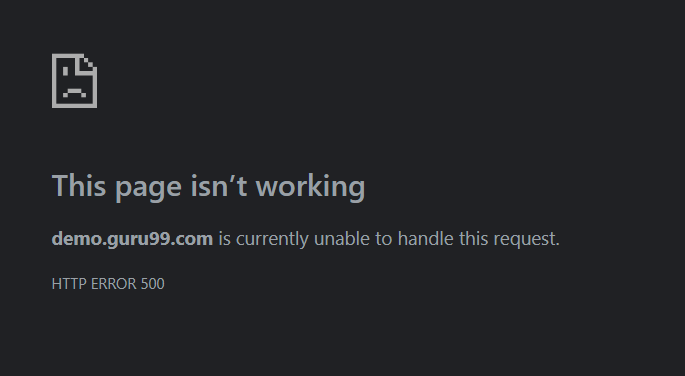 This page isn’t working
demo.guru99.com is currently unable to handle this request.
HTTP ERROR 500